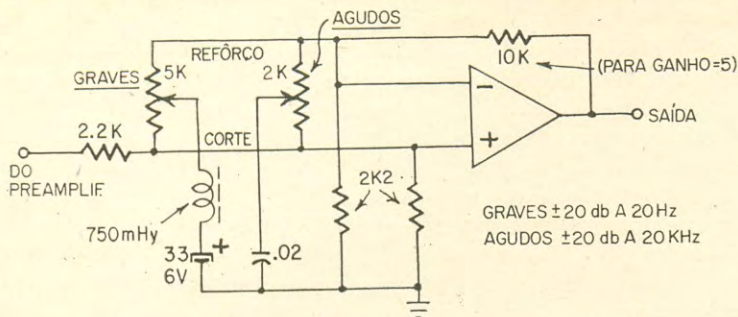 AGUDOS
REFÔRÇO
10K
(PARA GANHO=5)
GRAVES
5K
2K
−
SAÍDA
2.2K
CORTE
+
DO
PREAMPLIF.
2K2
750mHy
GRAVES ±20 db A 20Hz
AGUDOS ±20 db A 20KHz
+
33
6V
.02